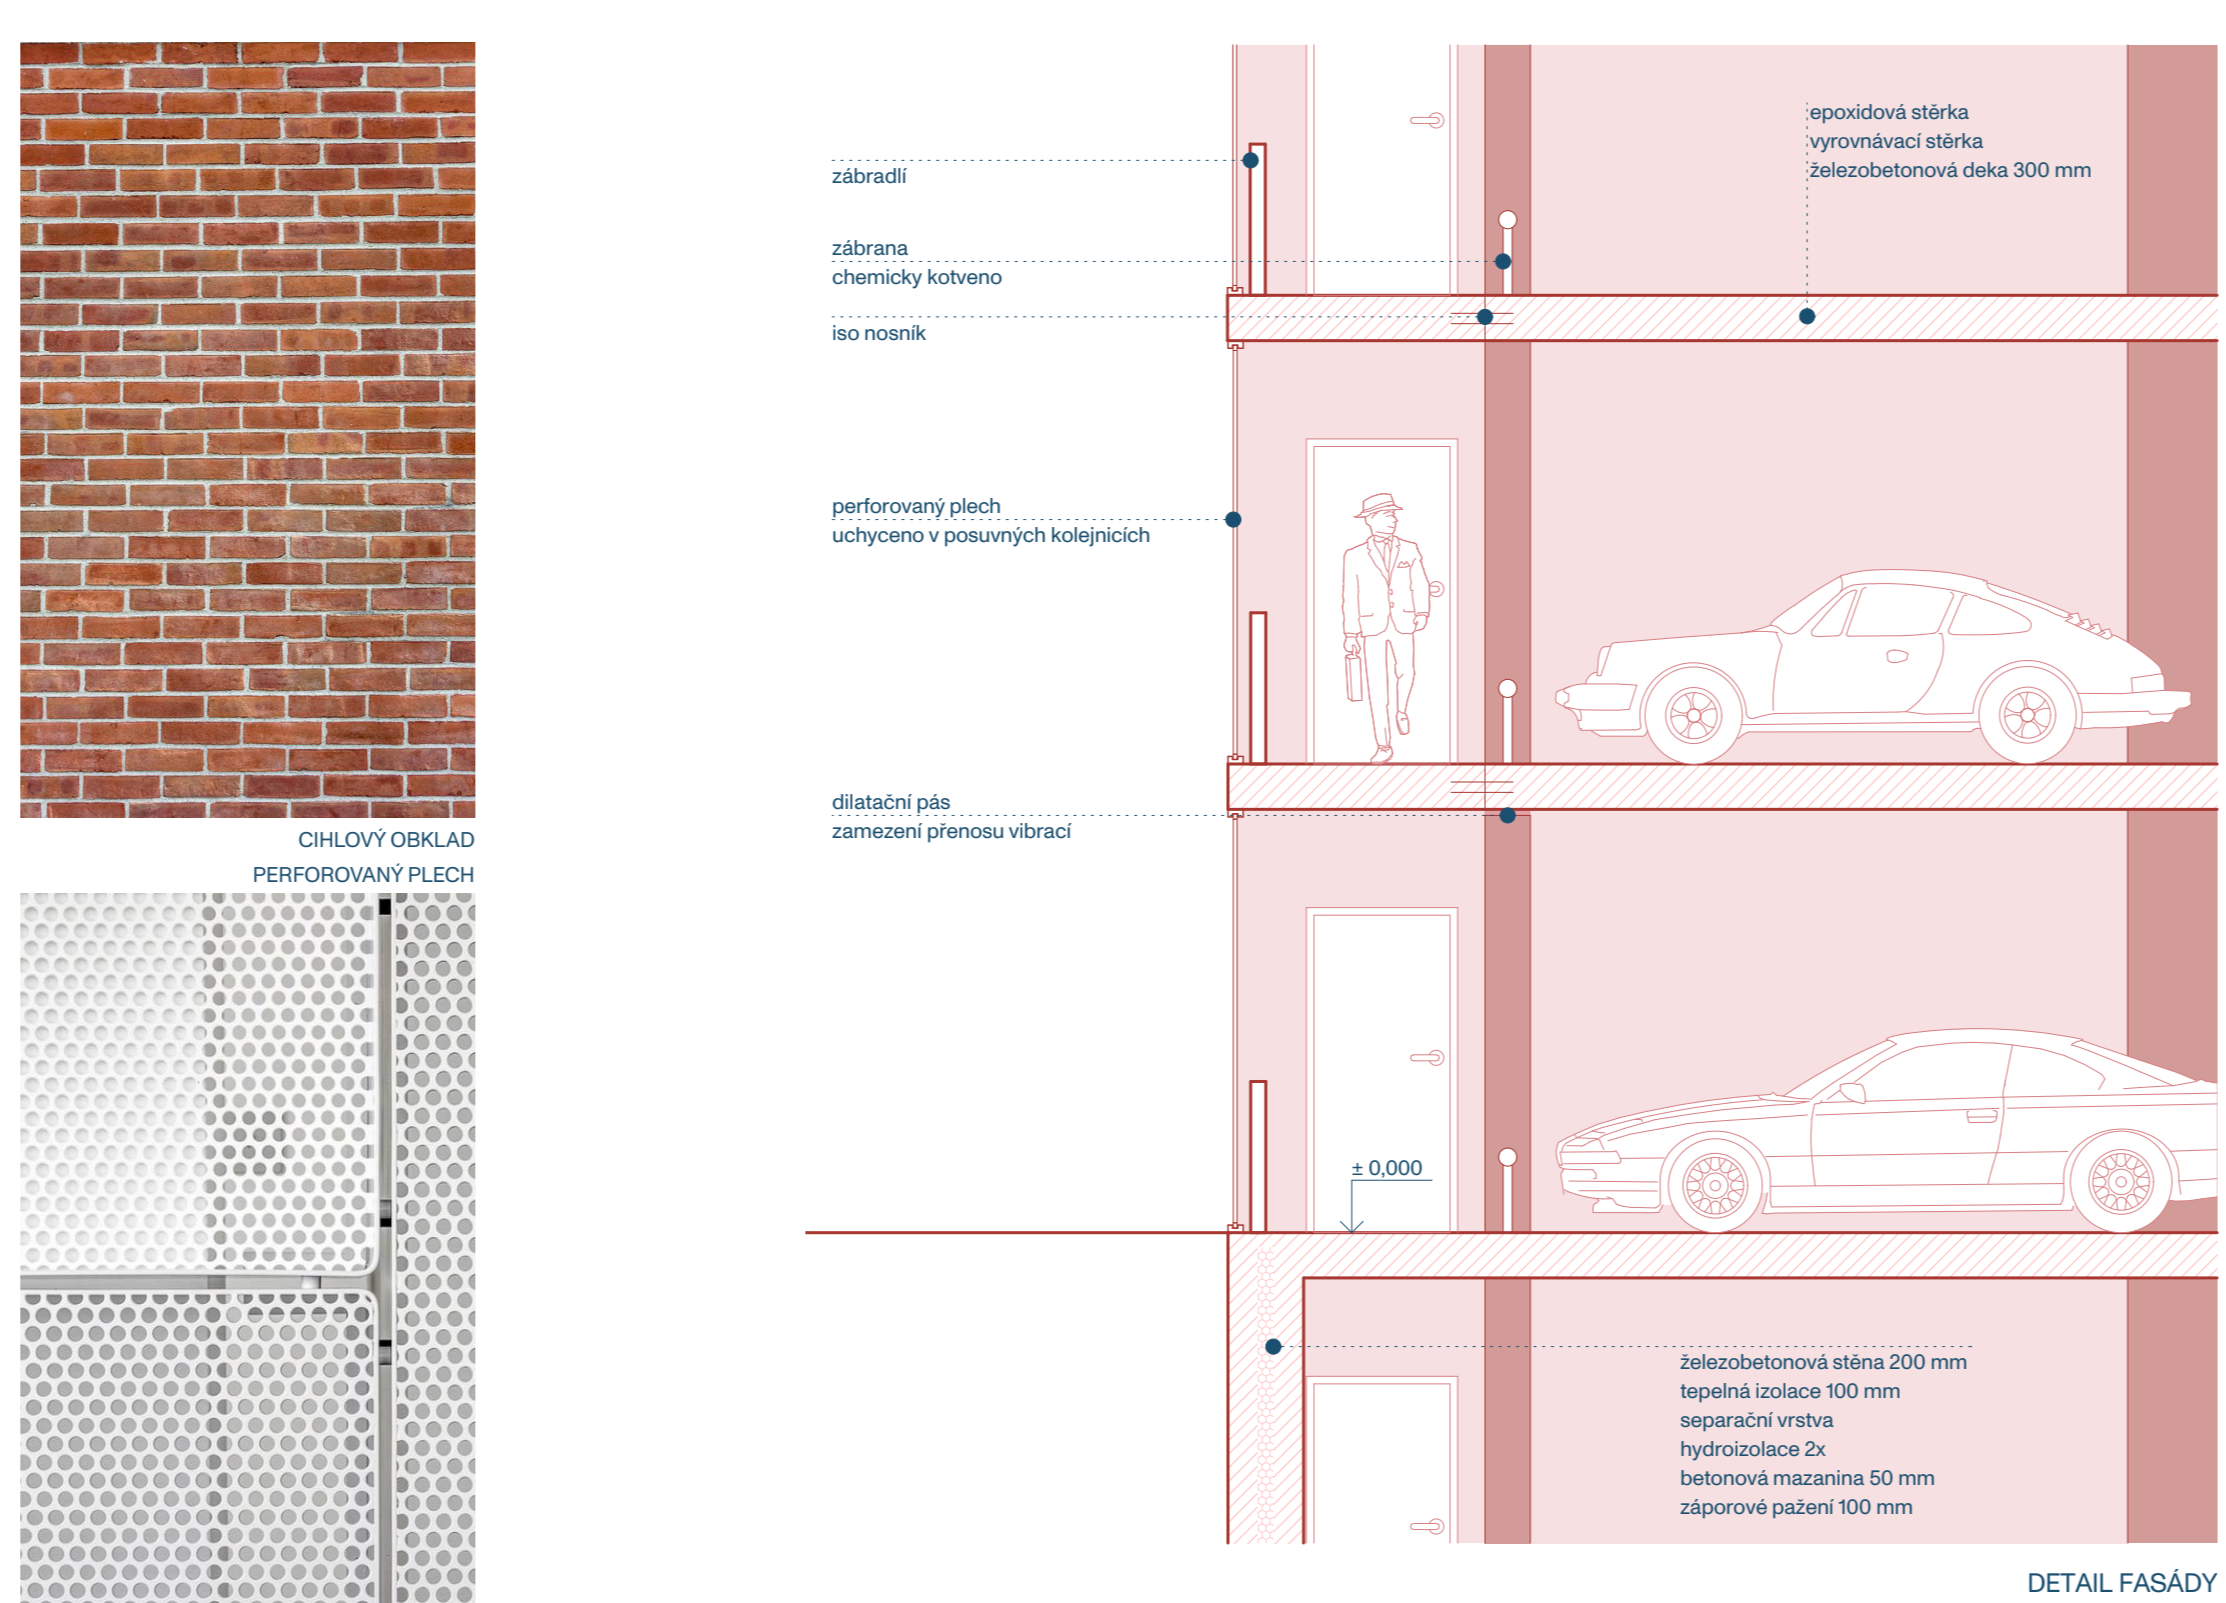 CIHLOVÝ OBKLAD
PERFOROVANÝ PLECH
zábradlí
zábrana
chemicky kotveno
iso nosník
perforovaný plech
uchyceno v posuvných kolejnicích
dilatační pás
zamezení přenosu vibrací
epoxidová stěrka
vyrovnávací stěrka
železobetonová deka 300 mm
± 0,000
železobetonová stěna 200 mm
tepelná izolace 100 mm
separační vrstva
hydroizolace 2x
betonová mazanina 50 mm
záporové pažení 100 mm
DETAIL FASÁDY